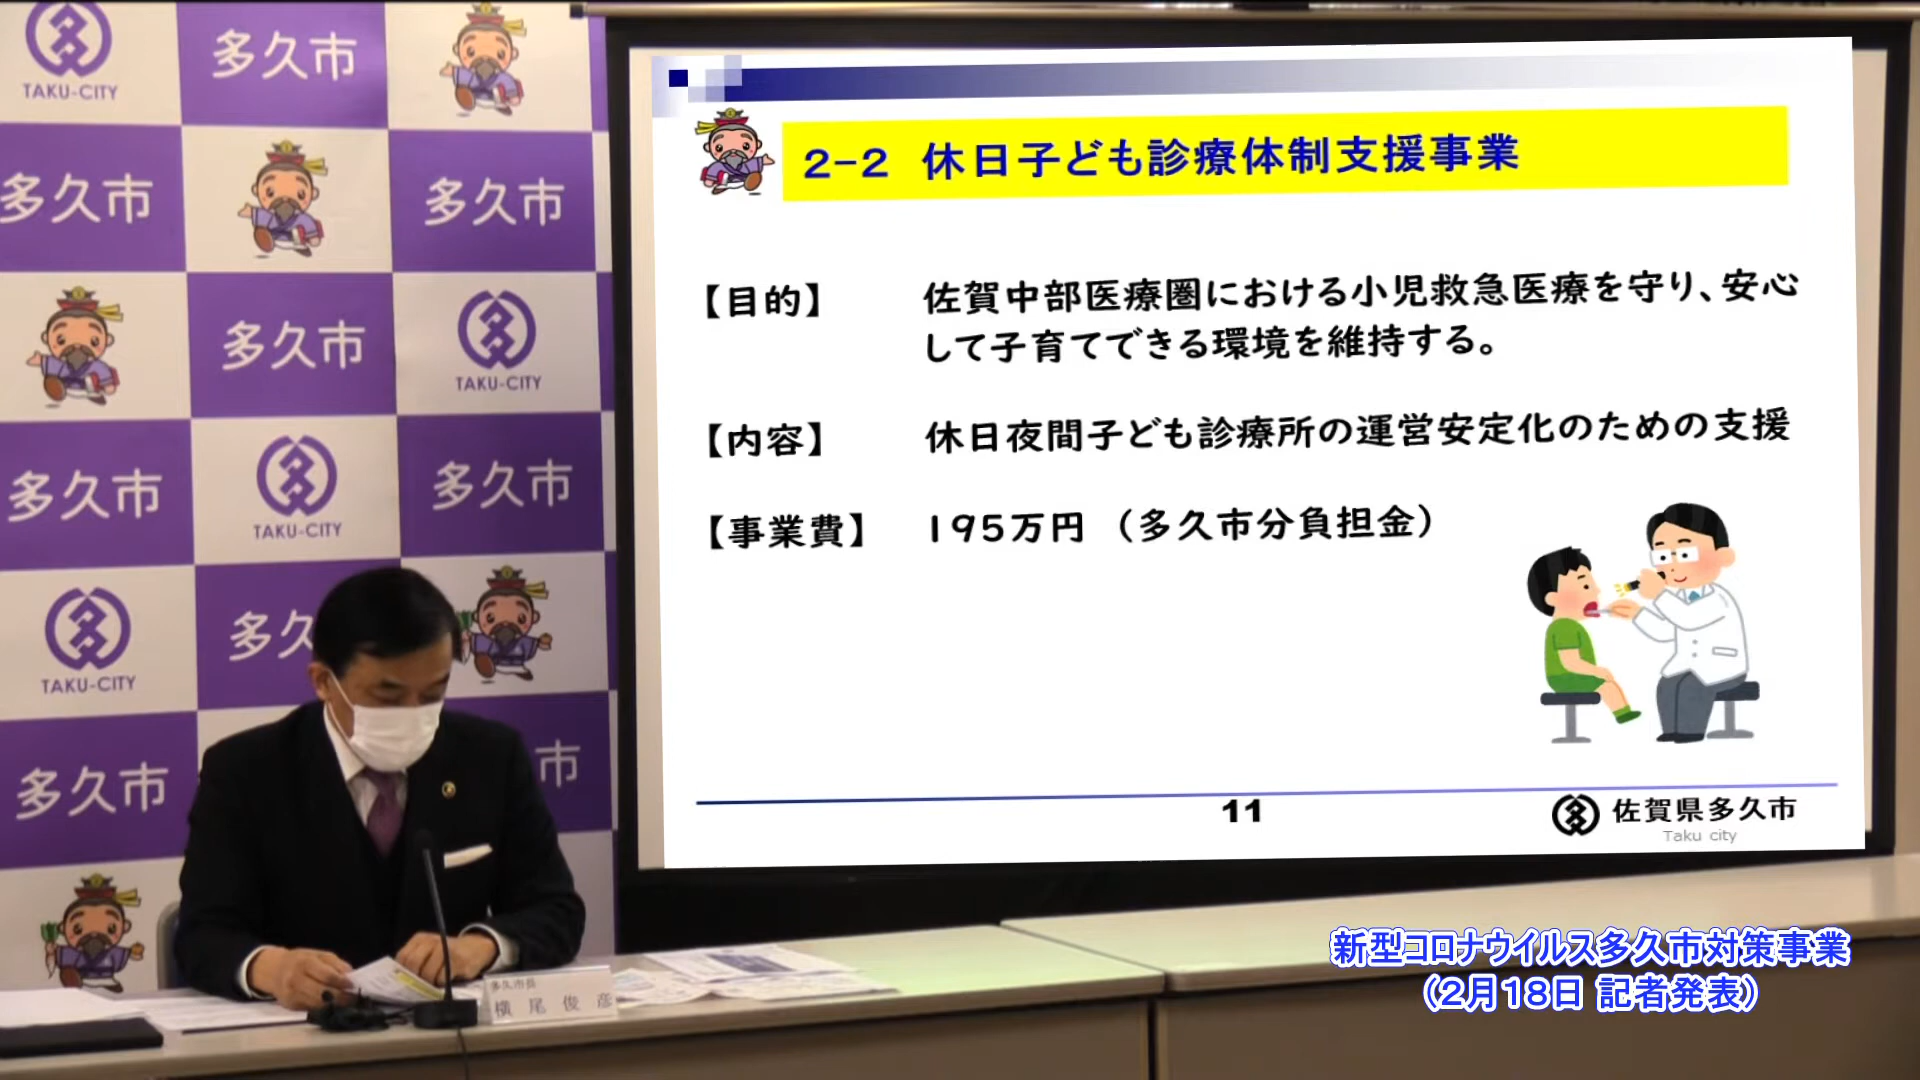 TAKU-CITY
多久市
多久市
多久市
多久市
TAKU-CITY
多久市
TAKU-CITY
多久市
TAKU-CITY
多久
多久市
市
2-2 休日子ども診療体制支援事業
【目的】 佐賀中部医療圏における小児救急医療を守り、安心
して子育てできる環境を維持する。
【内容】 休日夜間子ども診療所の運営安定化のための支援
【事業費】 195万円 (多久市分負担金)
11
佐賀県多久市
Taku city
多久市長
横尾俊彦
新型コロナウイルス多久市対策事業
(2月18日 記者発表)